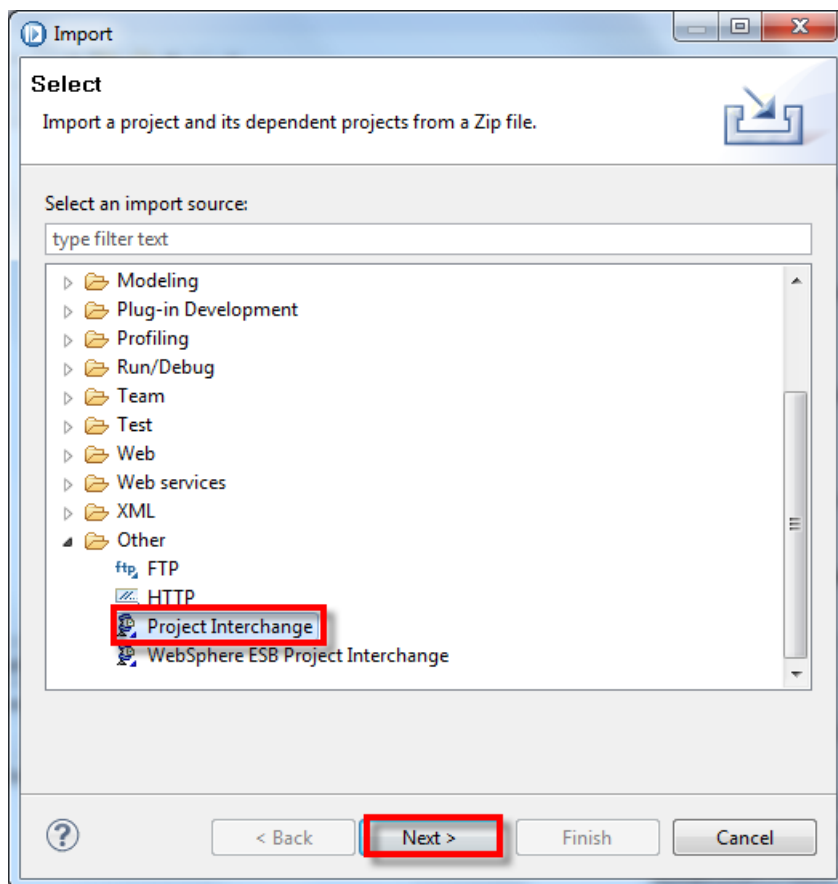 Import
Select
Import a project and its dependent projects from a Zip file.
Select an import source:
type filter text
Modeling
Plug-in Development
Profiling
Run/Debug
Team
Test
Web
Web services
XML
Other
ftp FTP
HTTP
Project Interchange
WebSphere ESB Project Interchange
? < Back Next > Finish Cancel